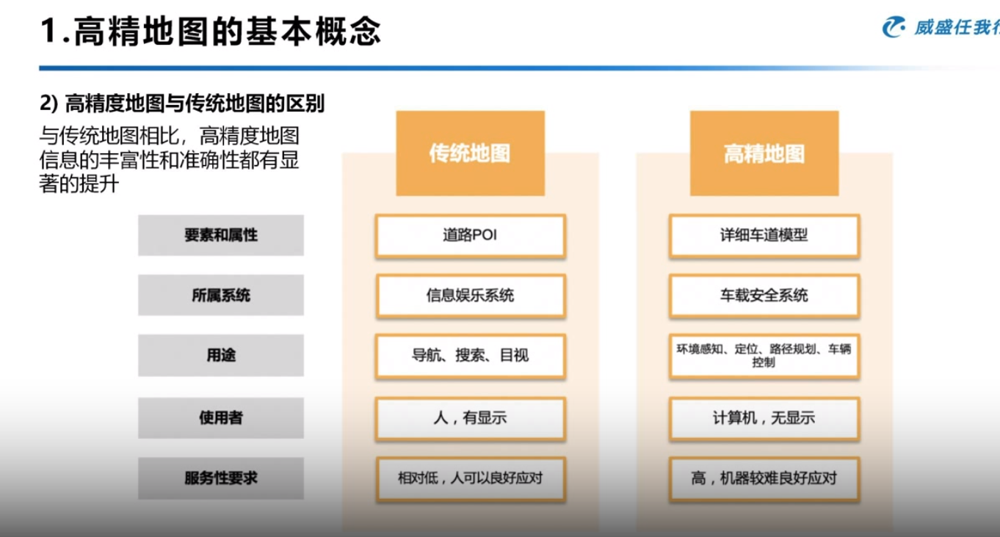 1.高精地图的基本概念
威盛任我行
2) 高精度地图与传统地图的区别
与传统地图相比，高精度地图
信息的丰富性和准确性都有显
著的提升
传统地图
高精地图
要素和属性
道路POI
详细车道模型
所属系统
信息娱乐系统
车载安全系统
用途
导航、搜索、目视
环境感知、定位、路径规划、车辆
控制
使用者
人，有显示
计算机，无显示
服务性要求
相对低，人可以良好应对
高，机器较难良好应对